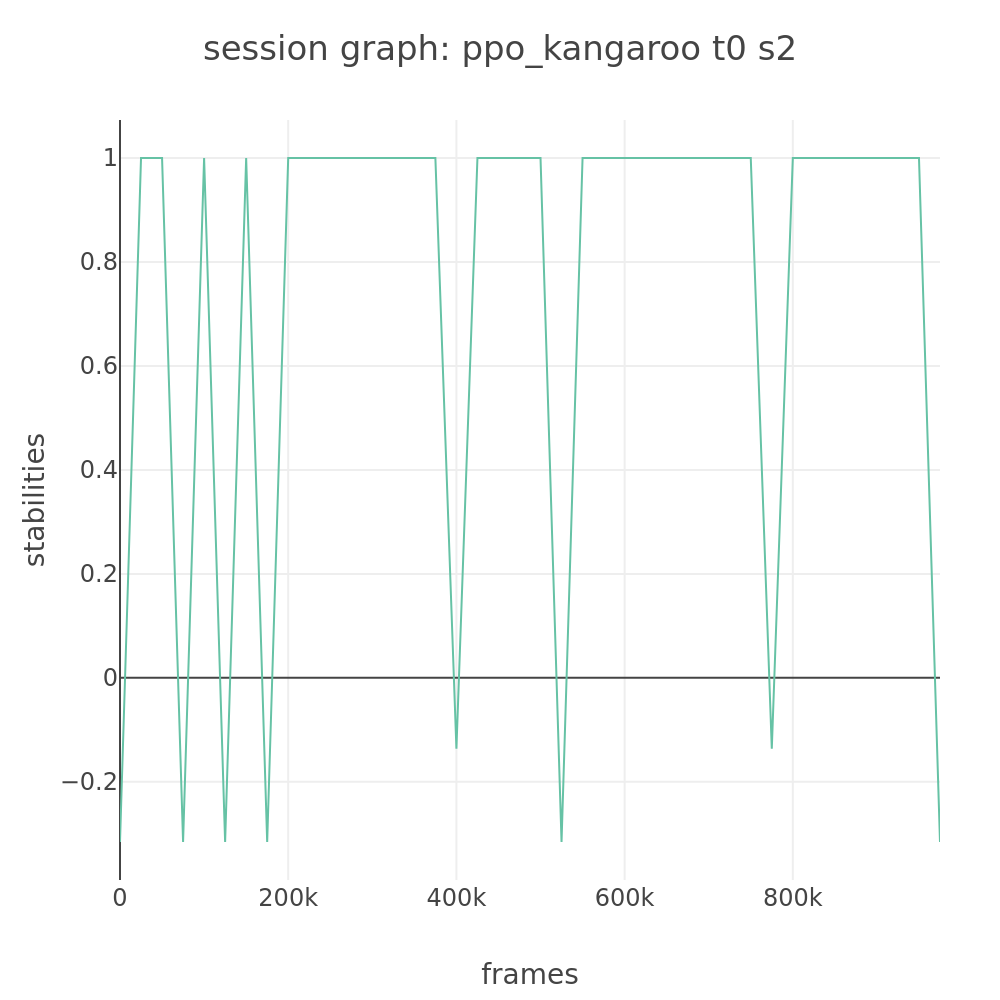 session graph: ppo_kangaroo t0 s2
1
0.8
0.6
0.4
0.2
0
−0.2
stabilities
0
200k
400k
600k
800k
frames